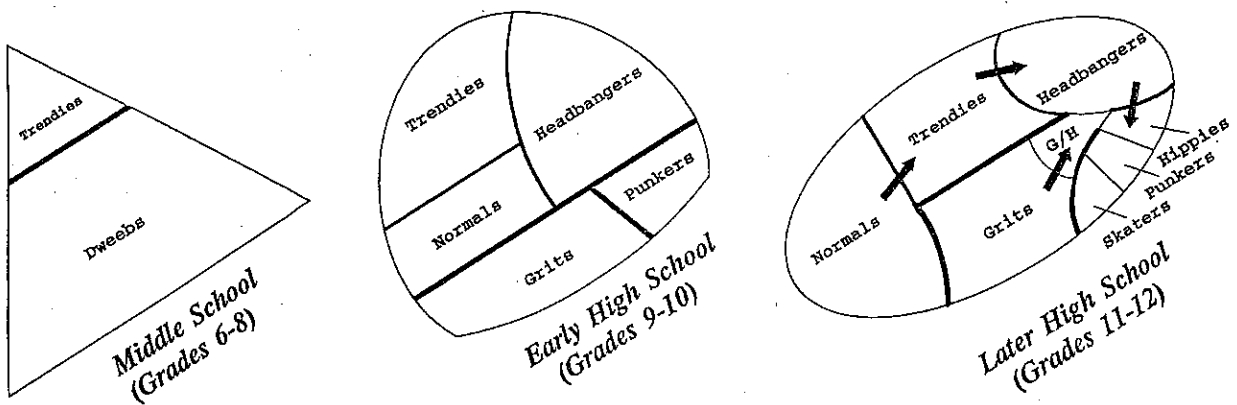 Trendies
Dweebs
Middle School
(Grades 6-8)
Trendies
Headbangers
Normals
Punkers
Grits
Early High School
(Grades 9-10)
Trendies
Headbangers
G/H
Normals
Grits
Hippies
Punkers
Skaters
Later High School
(Grades 11-12)